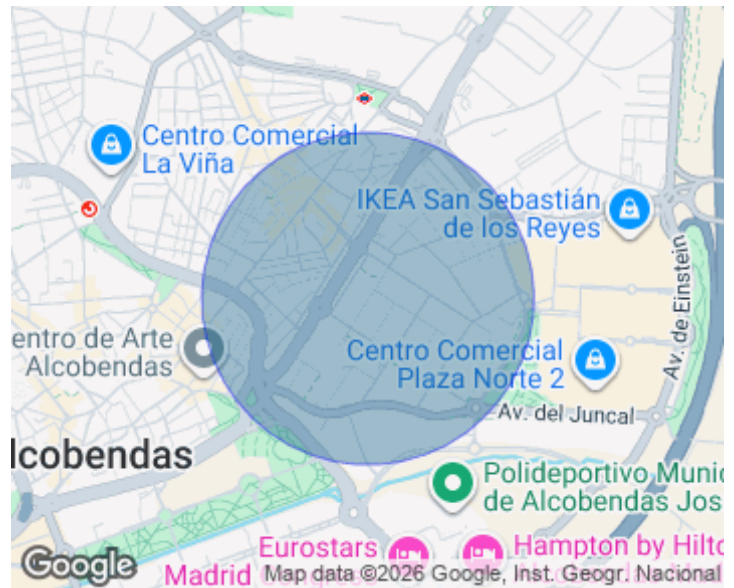 Centro Comercial
La Viña
IKEA San Sebastián
de los Reyes
Av. de Einstein
entro de Arte
Alcobendas
Centro Comercial
Plaza Norte 2
Av. del Juncal
lcobendas
Polideportivo Munic
de Alcobendas Jos
Eurostars
Madrid
Hampton by Hilto
Google
Map data ©2026 Google, Inst. Geogr. Nacional